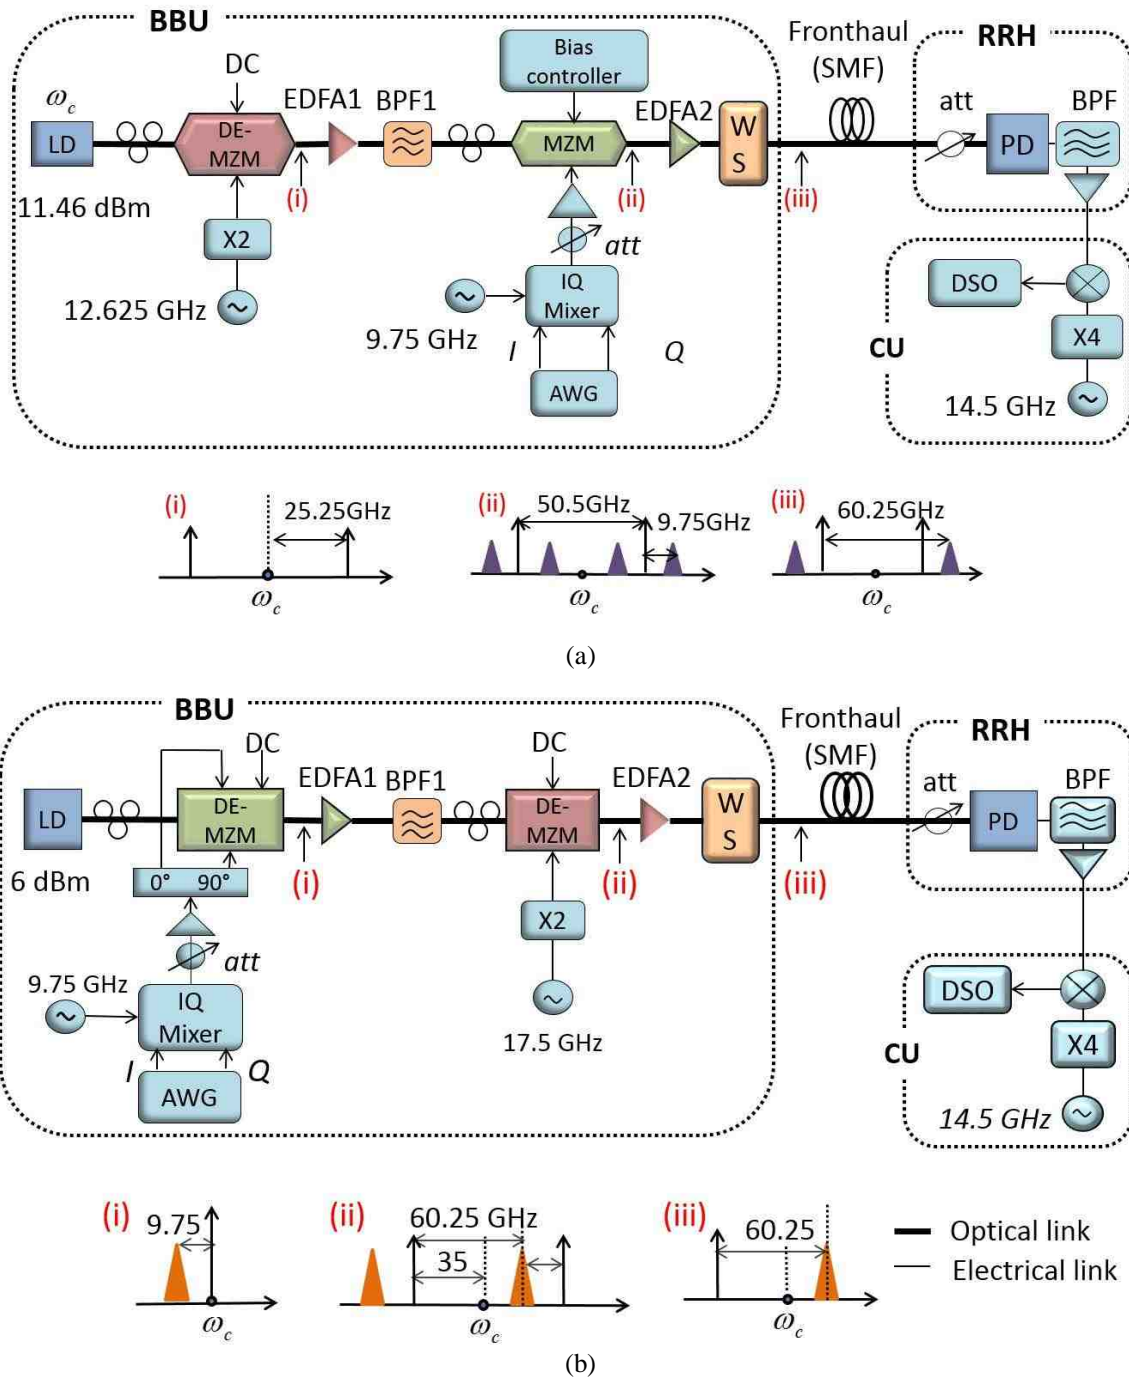 BBU
Fronthaul
(SMF)
RRH
Bias
controller
DC
ω_c
EDFA1
BPF1
EDFA2
att
BPF
LD
DE-
MZM
MZM
W
S
PD
(i)
(ii)
(iii)
11.46 dBm
X2
att
12.625 GHz
IQ
Mixer
9.75 GHz
I
Q
AWG
DSO
CU
X4
14.5 GHz
(i)
25.25GHz
ω_c
(ii)
50.5GHz
9.75GHz
ω_c
(iii)
60.25GHz
ω_c
(a)
BBU
Fronthaul
(SMF)
RRH
DC
DC
EDFA1
BPF1
EDFA2
att
BPF
LD
DE-
MZM
DE-
MZM
W
S
PD
6 dBm
0° 90°
(i)
(ii)
(iii)
X2
att
9.75 GHz
IQ
Mixer
17.5 GHz
I
Q
AWG
DSO
CU
X4
14.5 GHz
(i)
9.75
ω_c
(ii)
60.25 GHz
35
ω_c
(iii)
60.25
ω_c
Optical link
Electrical link
(b)